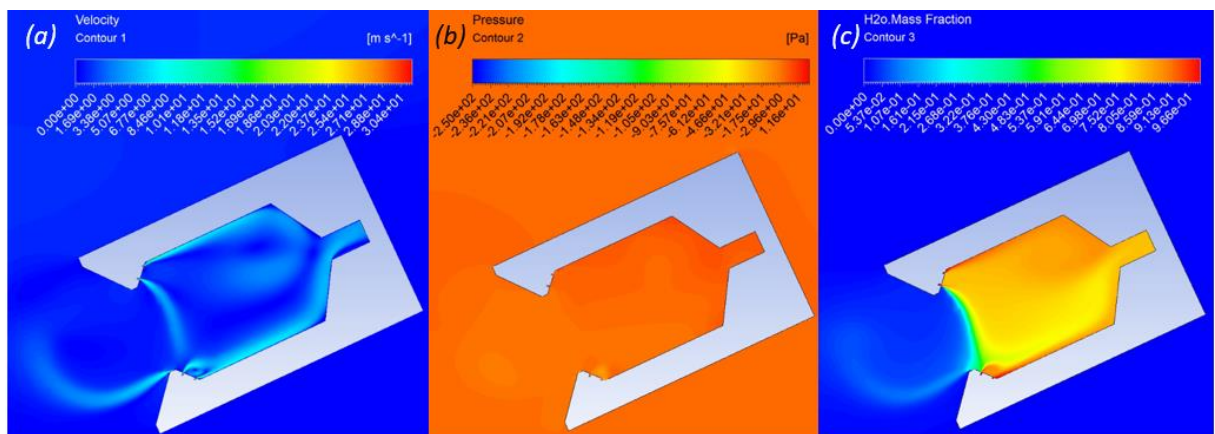 (a)
Velocity
Contour 1
[m s^-1]
0.00e+00
1.69e+00
3.38e+00
5.07e+00
6.77e+00
8.46e+00
1.01e+01
1.18e+01
1.35e+01
1.52e+01
1.69e+01
1.86e+01
2.03e+01
2.20e+01
2.37e+01
2.54e+01
2.71e+01
2.88e+01
3.04e+01
(b)
Pressure
Contour 2
[Pa]
-2.50e+02
-2.36e+02
-2.21e+02
-2.07e+02
-1.92e+02
-1.78e+02
-1.63e+02
-1.48e+02
-1.34e+02
-1.19e+02
-1.05e+02
-9.03e+01
-7.57e+01
-6.12e+01
-4.66e+01
-3.21e+01
-1.75e+01
-2.96e+00
1.16e+01
(c)
H2o.Mass Fraction
Contour 3
0.00e+00
5.37e-02
1.07e-01
1.61e-01
2.15e-01
2.68e-01
3.22e-01
3.76e-01
4.30e-01
4.83e-01
5.37e-01
5.91e-01
6.44e-01
6.98e-01
7.52e-01
8.05e-01
8.59e-01
9.13e-01
9.66e-01